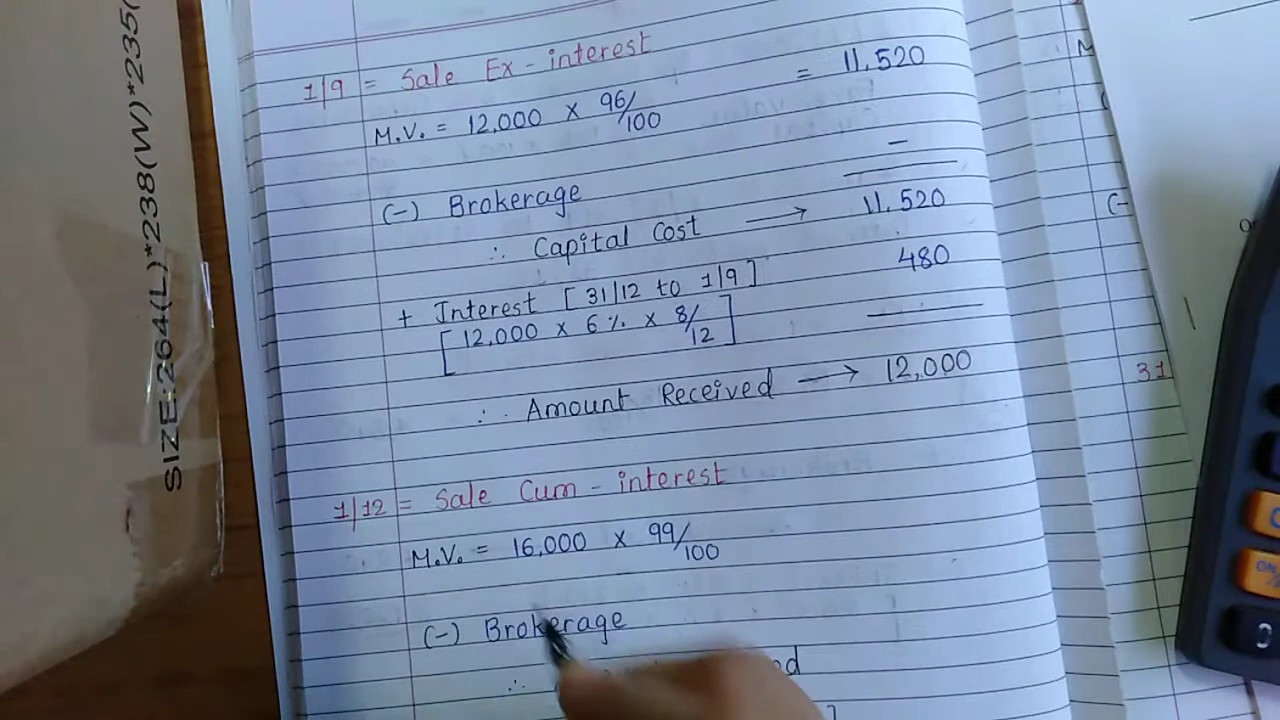 SIZE:264(L)*238(W)*235(
1/9 = Sale Ex-interest
M.V. = 12,000 x 96/100 = 11,520
(-) Brokerage —
∴ Capital Cost → 11,520
+ Interest [31/12 to 1/9] 480
[12,000 x 6% x 8/12]
∴ Amount Received → 12,000
1/12 = Sale Cum-interest
M.V. = 16,000 x 99/100
(-) Brokerage
∴
31
(-